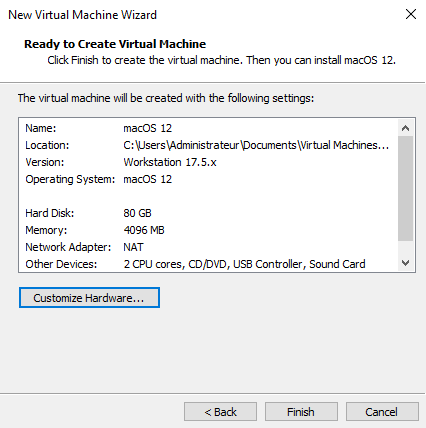 New Virtual Machine Wizard
Ready to Create Virtual Machine
Click Finish to create the virtual machine. Then you can install macOS 12.
The virtual machine will be created with the following settings:
Name: macOS 12
Location: C:\Users\Administrateur\Documents\Virtual Machines...
Version: Workstation 17.5.x
Operating System: macOS 12
Hard Disk: 80 GB
Memory: 4096 MB
Network Adapter: NAT
Other Devices: 2 CPU cores, CD/DVD, USB Controller, Sound Card
Customize Hardware...
< Back Finish Cancel